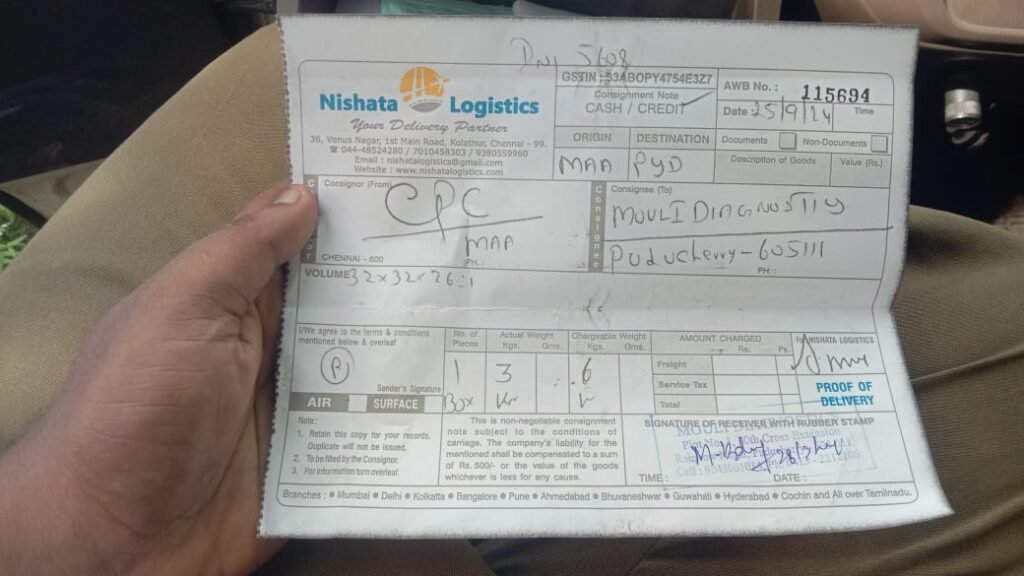 5608
Nishata Logistics
Your Delivery Partner
36, Venus Nagar, 1st Main Road, Kolathur, Chennai - 99.
☎ 044-48524280 / 7010458303 / 9380559960
Email : nishatalogistics@gmail.com
Website : www.nishatalogistics.com
GSTIN : 33ABOPY4754E3Z7
Consignment Note
CASH / CREDIT ✓
AWB No. : 115694
Date : 25/9/24 Time
ORIGIN DESTINATION
MAA PYD
Documents Non-Documents
Description of Goods Value (Rs.)
Consignor (From)
CPC
MAA
CHENNAI - 600 PH.:
Consignee
Consignee (To)
MOULI DIAGNOSTIY
Puducherry - 605111
PH.:
VOLUME 32x32x26:1
I/We agree to the terms & conditions
mentioned below & overleaf
Sender's Signature
AIR SURFACE
No. of Pieces
1
Box
Actual Weight
Kgs. Gms.
3
Chargeable Weight
Kgs. Gms.
.6
AMOUNT CHARGED
Rs. Ps.
Freight
Service Tax
Total
For NISHATA LOGISTICS
PROOF OF
DELIVERY
Note :
1. Retain this copy for your records.
Duplicate will not be issued.
2. To be filled by the Consignor.
3. For information turn overleaf.
This is non-negotiable consignment
note subject to the conditions of
carriage. The company's liability for the
mentioned shall be compensated to a sum
of Rs. 500/- or the value of the goods
whichever is less for any cause.
SIGNATURE OF RECEIVER WITH RUBBER STAMP
Cross Extension
TIME : DATE :
Branches : ● Mumbai ● Delhi ● Kolkatta ● Bangalore ● Pune ● Ahmedabad ● Bhuvaneshwar ● Guwahati ● Hyderabad ● Cochin and All over Tamilnadu.